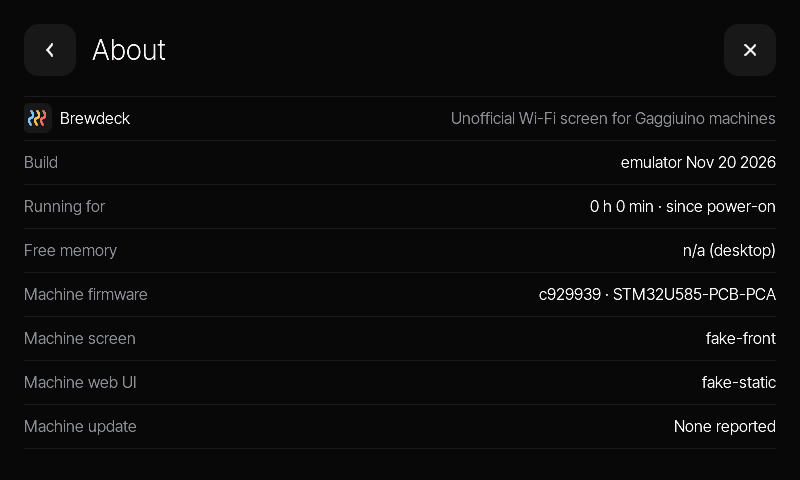 About
Brewdeck Unofficial Wi-Fi screen for Gaggiuino machines
Build emulator Nov 20 2026
Running for 0 h 0 min · since power-on
Free memory n/a (desktop)
Machine firmware c929939 · STM32U585-PCB-PCA
Machine screen fake-front
Machine web UI fake-static
Machine update None reported